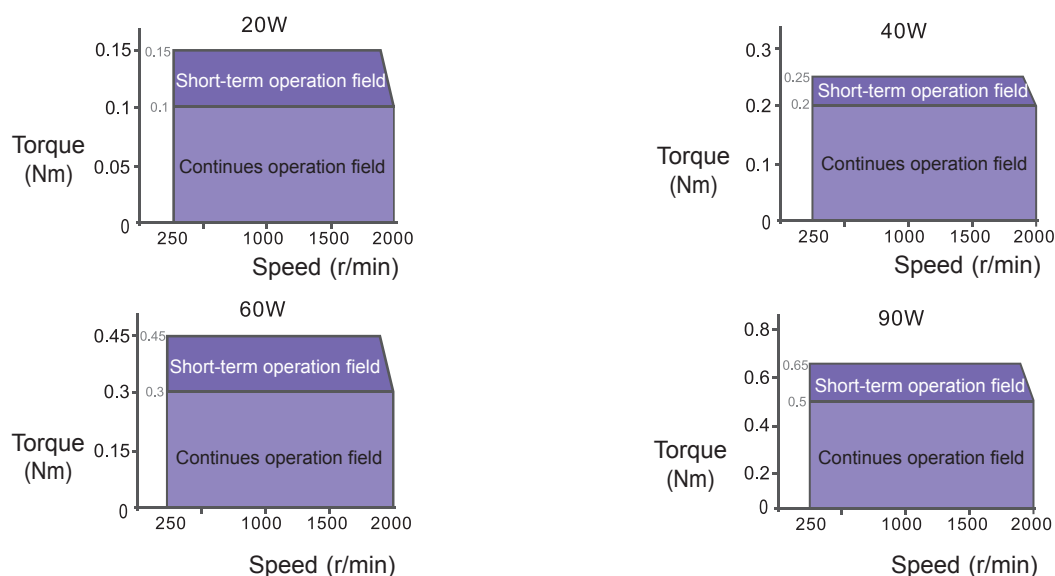 20W
0.15
0.15
Short-term operation field
0.1
0.1
Torque
(Nm)
0.05
Continues operation field
0
250 1000 1500 2000
Speed (r/min)
40W
0.3
0.25
Short-term operation field
0.2
0.2
Torque
(Nm)
0.1
Continues operation field
0
250 1000 1500 2000
Speed (r/min)
60W
0.45
0.45
Short-term operation field
0.3
0.3
Torque
(Nm)
0.15
Continues operation field
0
250 1000 1500 2000
Speed (r/min)
90W
0.8
0.65
0.6
Short-term operation field
0.5
0.4
Torque
(Nm)
Continues operation field
0.2
0
250 1000 1500 2000
Speed (r/min)